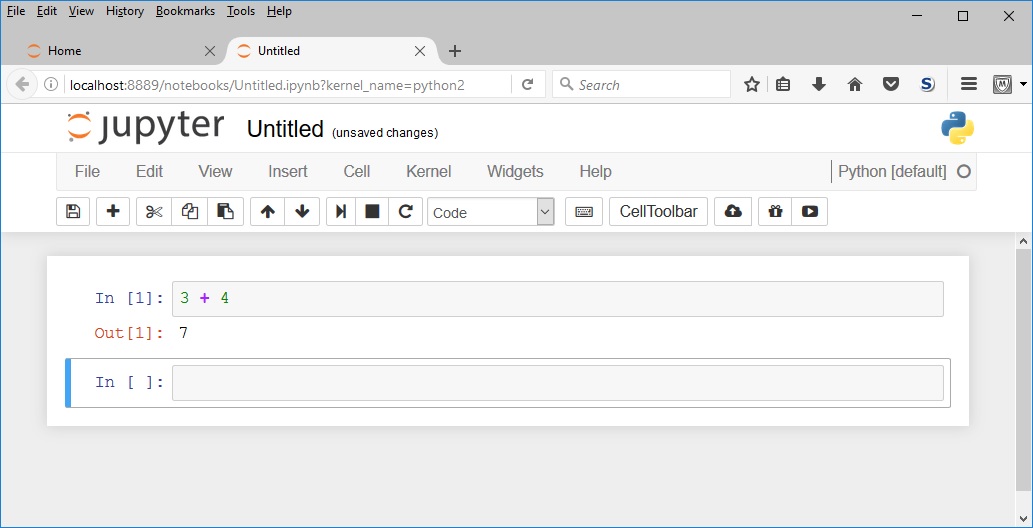 File Edit View History Bookmarks Tools Help
Home Untitled
localhost:8889/notebooks/Untitled.ipynb?kernel_name=python2 Search S M
jupyter Untitled (unsaved changes)
File Edit View Insert Cell Kernel Widgets Help Python [default]
Code CellToolbar
In [1]: 3 + 4
Out[1]: 7
In [ ]: